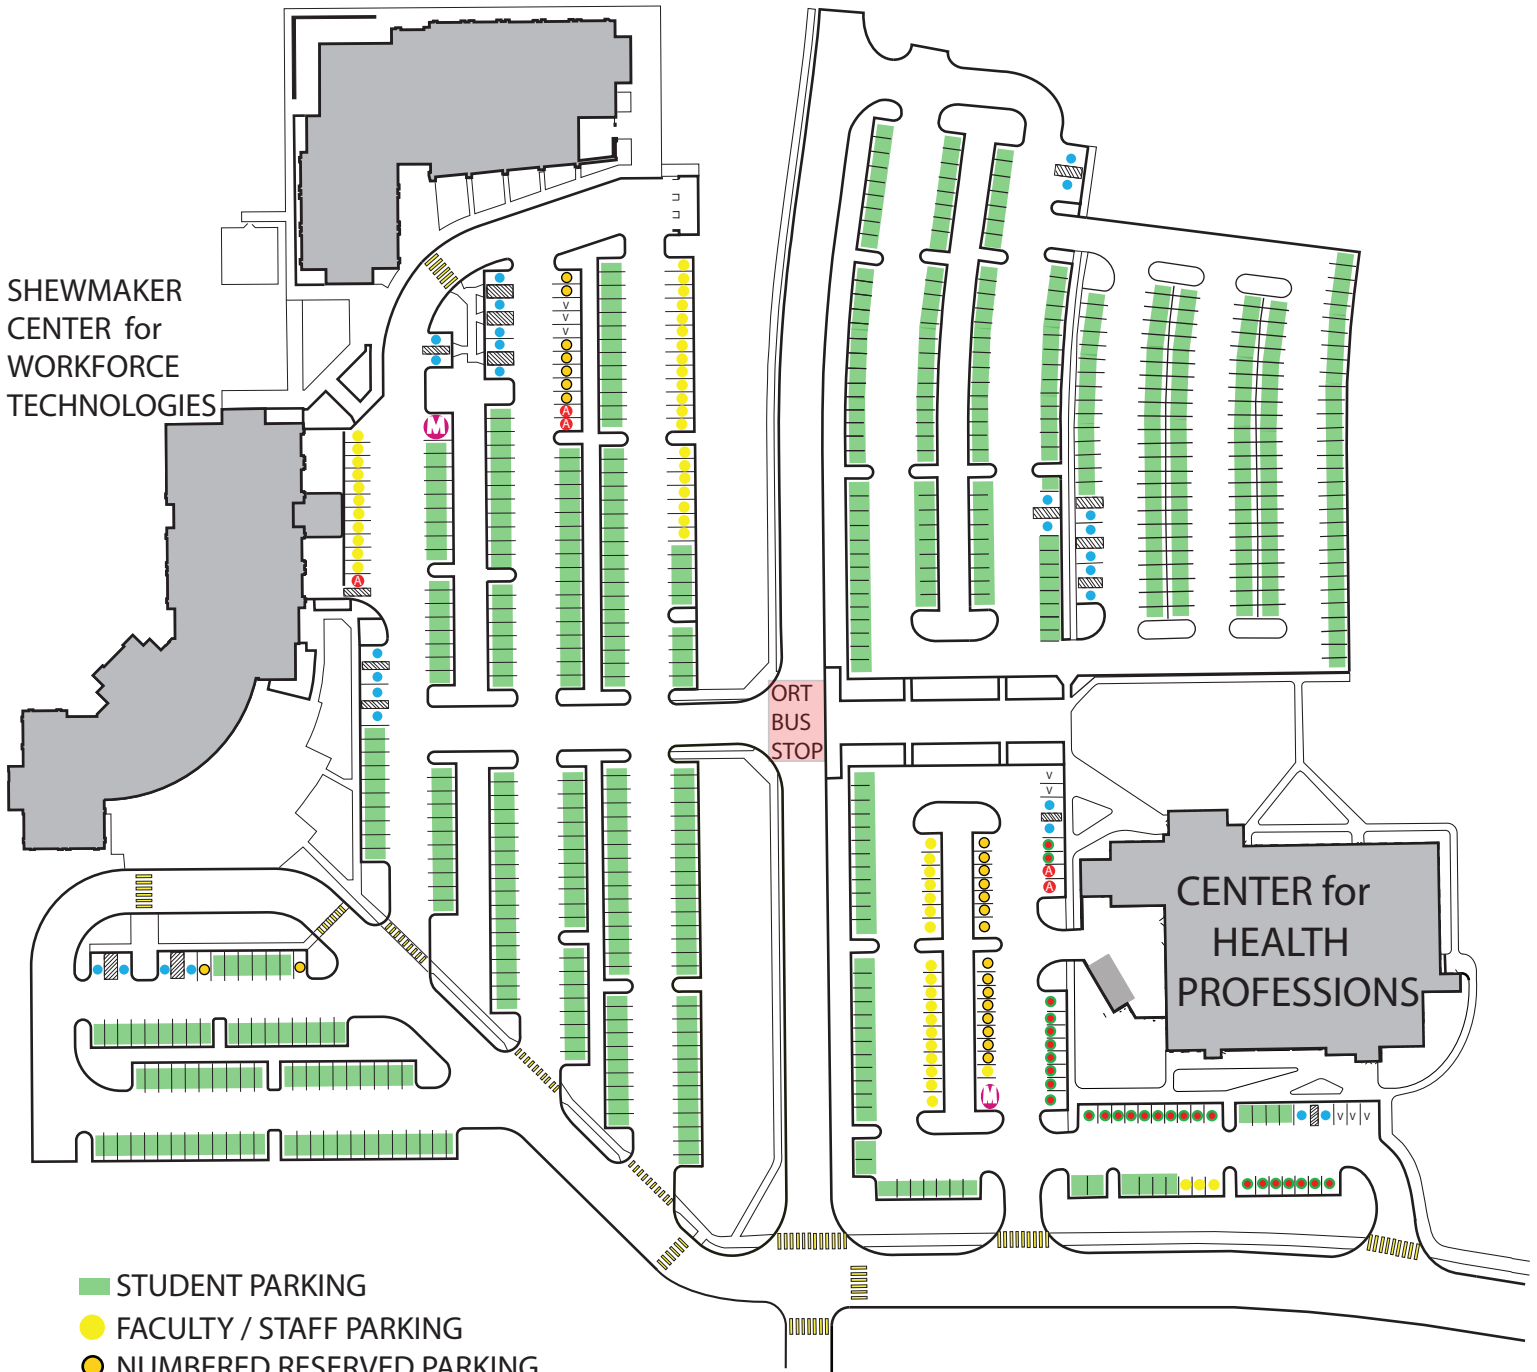 SHEWMAKER
CENTER for
WORKFORCE
TECHNOLOGIES
V
V
V
A
A
M
A
ORT
BUS
STOP
V
V
A
A
CENTER for
HEALTH
PROFESSIONS
M
V V V
STUDENT PARKING
FACULTY / STAFF PARKING
NUMBERED RESERVED PARKING